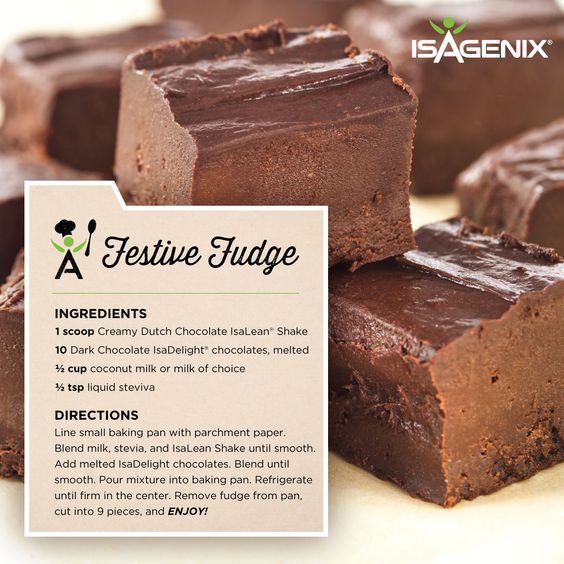 ISAGENIX®
Festive Fudge
INGREDIENTS
1 scoop Creamy Dutch Chocolate IsaLean® Shake
10 Dark Chocolate IsaDelight® chocolates, melted
½ cup coconut milk or milk of choice
½ tsp liquid steviva
DIRECTIONS
Line small baking pan with parchment paper.
Blend milk, stevia, and IsaLean Shake until smooth.
Add melted IsaDelight chocolates. Blend until
smooth. Pour mixture into baking pan. Refrigerate
until firm in the center. Remove fudge from pan,
cut into 9 pieces, and ENJOY!